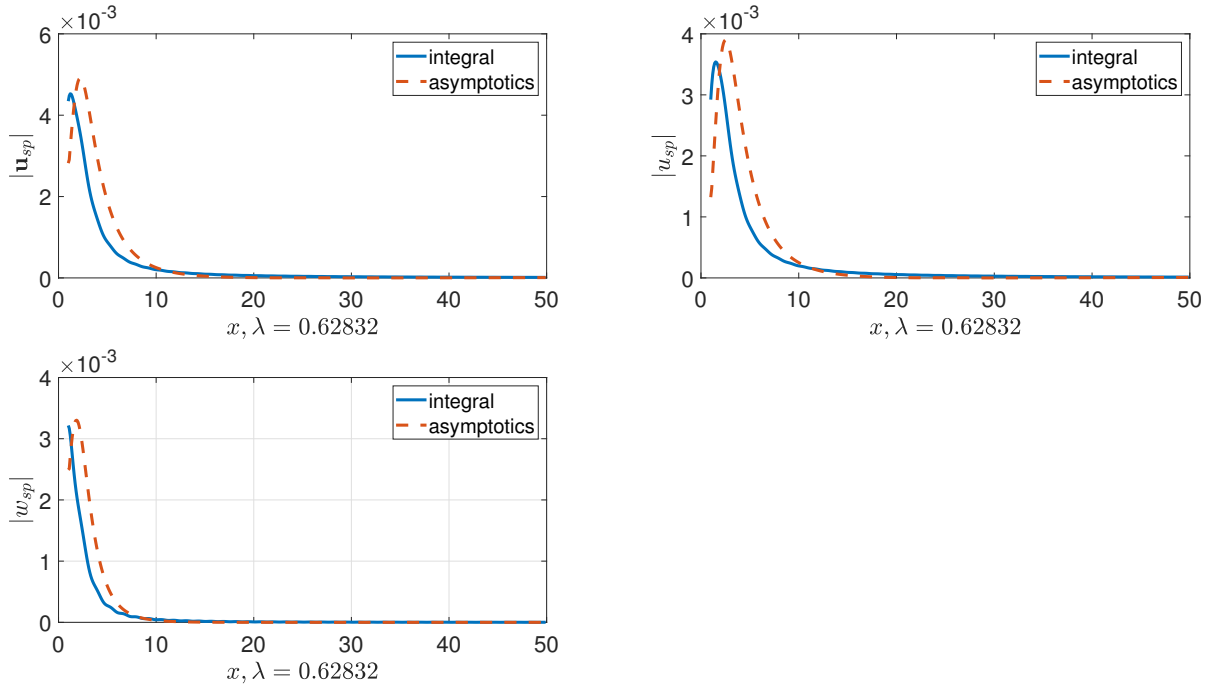 ×10⁻³
6
4
2
0
|u_sp|
integral
asymptotics
0 10 20 30 40 50
x, λ = 0.62832
×10⁻³
4
3
2
1
0
|u_sp|
integral
asymptotics
0 10 20 30 40 50
x, λ = 0.62832
×10⁻³
4
3
2
1
0
|w_sp|
integral
asymptotics
0 10 20 30 40 50
x, λ = 0.62832